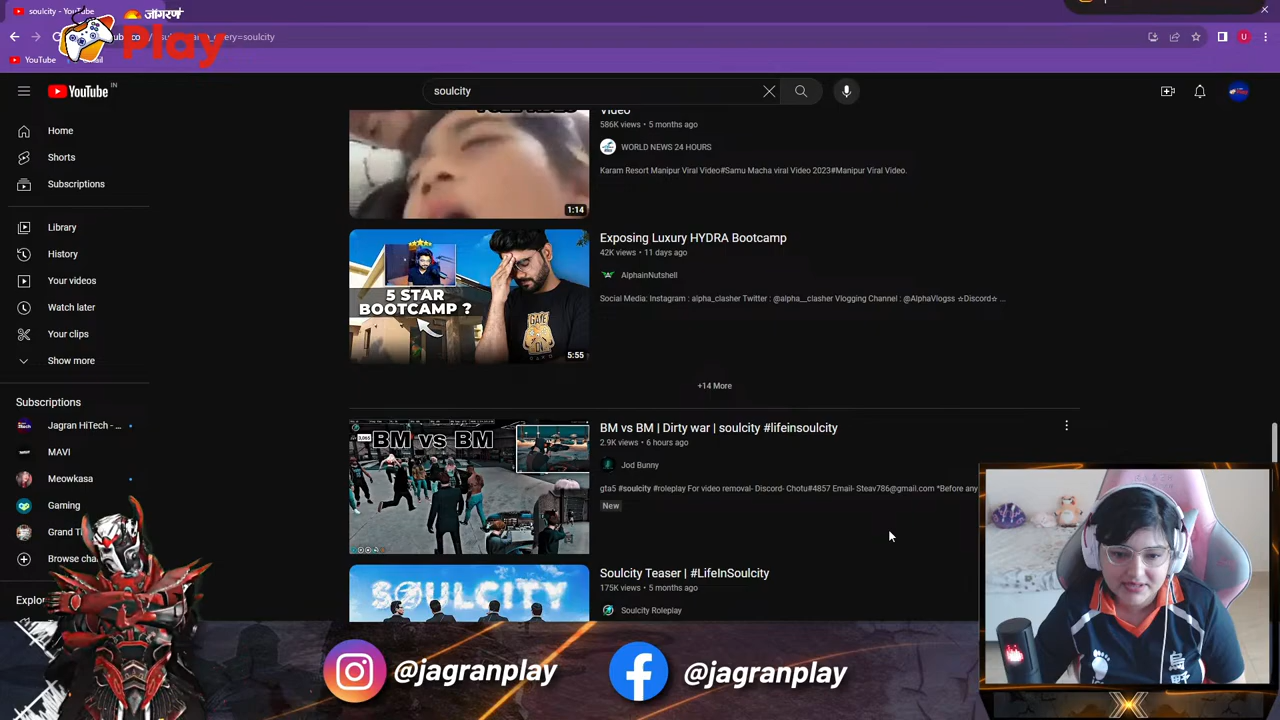 soulcity - YouTube
जागरण
Play
_query=soulcity
YouTube
YouTube IN
soulcity
Home
Shorts
Subscriptions
Library
History
Your videos
Watch later
Your clips
Show more
Subscriptions
Jagran HiTech - ...
MAVI
Meowkasa
Gaming
Grand
Browse
Video
586K views • 5 months ago
WORLD NEWS 24 HOURS
Karam Resort Manipur Viral Video#Samu Macha viral Video 2023#Manipur Viral Video.
1:14
Exposing Luxury HYDRA Bootcamp
42K views • 11 days ago
AlphainNutshell
Social Media: Instagram : alpha_clasher Twitter : @alpha__clasher Vlogging Channel : @AlphaVlogss ☆Discord☆ ...
5 STAR
BOOTCAMP ?
5:55
+14 More
BM vs BM
BM vs BM | Dirty war | soulcity #lifeinsoulcity
2.9K views • 6 hours ago
Jod Bunny
gta5 #soulcity #roleplay For video removal- Discord- Chotu#4857 Email- Steav786@gmail.com *Before any
New
SOULCITY
Soulcity Teaser | #LifeInSoulcity
175K views • 5 months ago
Soulcity Roleplay
@jagranplay
@jagranplay